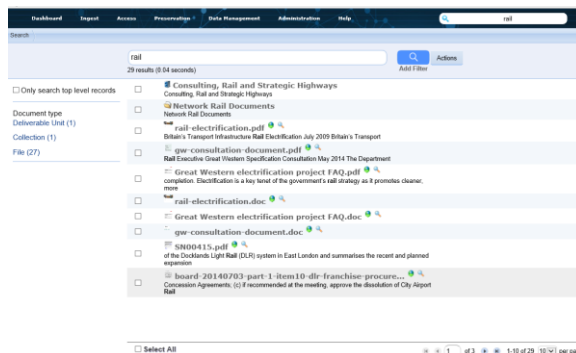 Dashboard Ingest Access Preservation Data Management Administration Help rail
Search
rail Actions
29 results (0.04 seconds) Add Filter
Only search top level records
Document type
Deliverable Unit (1)
Collection (1)
File (27)
Consulting, Rail and Strategic Highways
Consulting, Rail and Strategic Highways
Network Rail Documents
Network Rail Documents
rail-electrification.pdf
Britain's Transport Infrastructure Rail Electrification July 2009 Britain's Transport
gw-consultation-document.pdf
Rail Executive Great Western Specification Consultation May 2014 The Department
Great Western electrification project FAQ.pdf
completion. Electrification is a key tenet of the government's rail strategy as it promotes cleaner,
more
rail-electrification.doc
Great Western electrification project FAQ.doc
gw-consultation-document.doc
SN00415.pdf
of the Docklands Light Rail (DLR) system in East London and summarises the recent and planned
expansion
board-20140703-part-1-item10-dlr-franchise-procure...
Concession Agreements; (c) if recommended at the meeting, approve the dissolution of City Airport
Rail
Select All 1 of 3 1-10 of 29 10 per pa